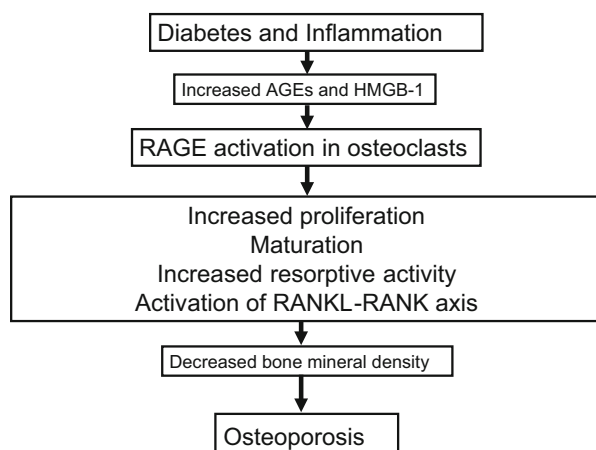 Diabetes and Inflammation
Increased AGEs and HMGB-1
RAGE activation in osteoclasts
Increased proliferation
Maturation
Increased resorptive activity
Activation of RANKL-RANK axis
Decreased bone mineral density
Osteoporosis